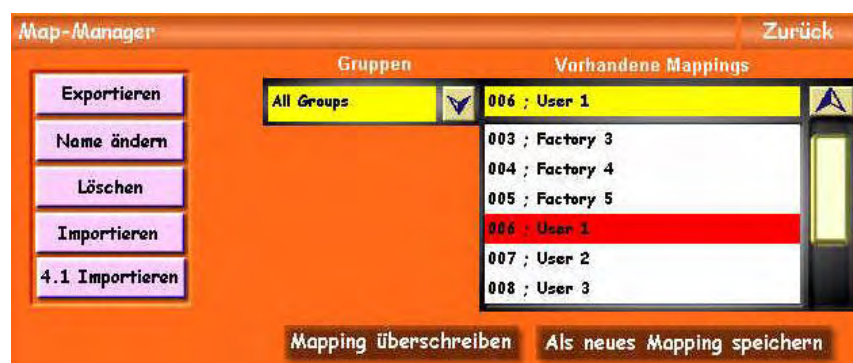 Map-Manager
Zurück
Gruppen
Vorhandene Mappings
Exportieren
Name ändern
Löschen
Importieren
4.1 Importieren
All Groups
006 ; User 1
003 ; Factory 3
004 ; Factory 4
005 ; Factory 5
006 ; User 1
007 ; User 2
008 ; User 3
Mapping überschreiben
Als neues Mapping speichern